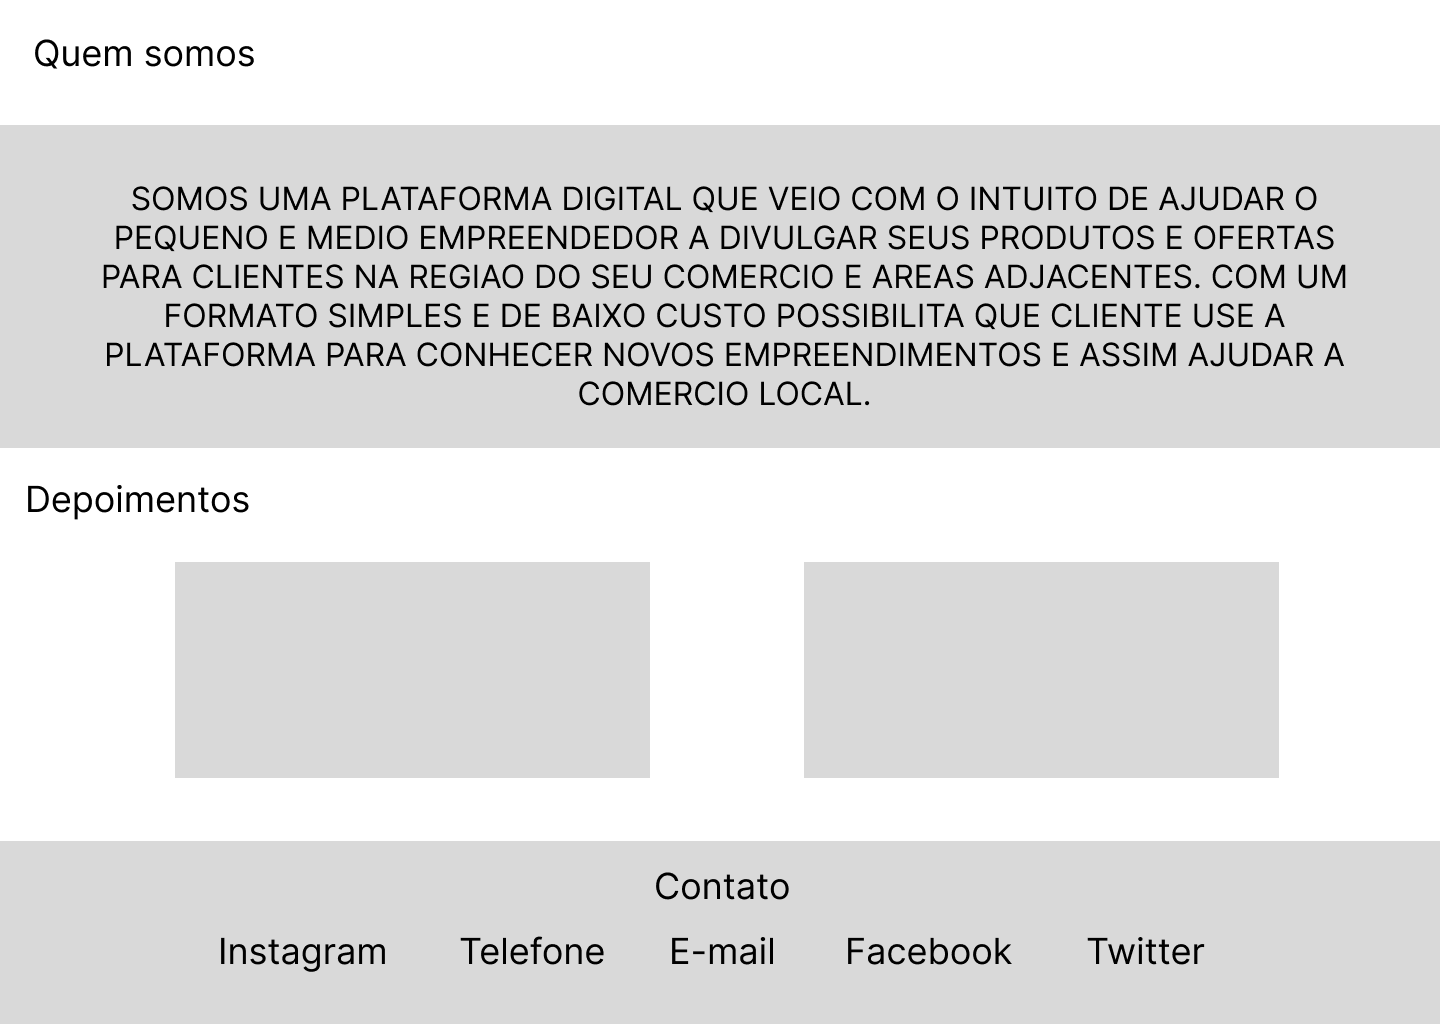 Quem somos
SOMOS UMA PLATAFORMA DIGITAL QUE VEIO COM O INTUITO DE AJUDAR O
PEQUENO E MEDIO EMPREENDEDOR A DIVULGAR SEUS PRODUTOS E OFERTAS
PARA CLIENTES NA REGIAO DO SEU COMERCIO E AREAS ADJACENTES. COM UM
FORMATO SIMPLES E DE BAIXO CUSTO POSSIBILITA QUE CLIENTE USE A
PLATAFORMA PARA CONHECER NOVOS EMPREENDIMENTOS E ASSIM AJUDAR A
COMERCIO LOCAL.
Depoimentos
Contato
Instagram Telefone E-mail Facebook Twitter